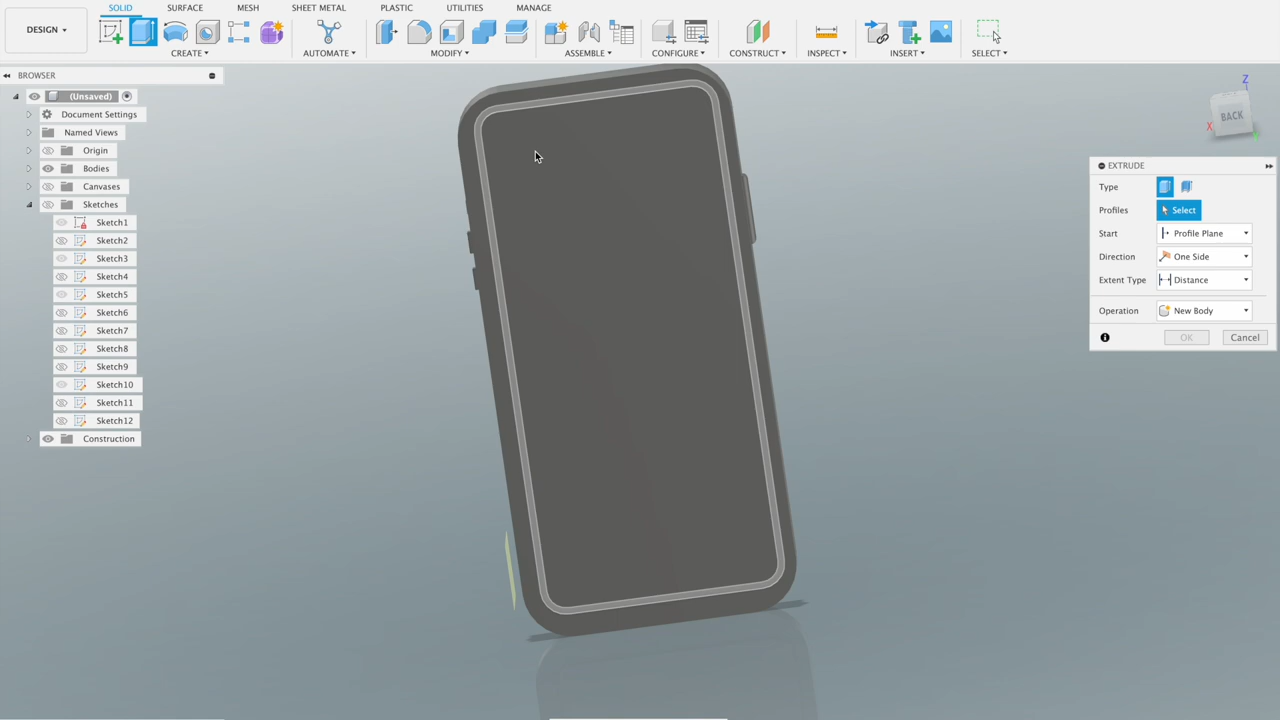 SOLID SURFACE MESH SHEET METAL PLASTIC UTILITIES MANAGE
DESIGN
CREATE AUTOMATE MODIFY ASSEMBLE CONFIGURE CONSTRUCT INSPECT INSERT SELECT
BROWSER
(Unsaved)
Document Settings
Named Views
Origin
Bodies
Canvases
Sketches
Sketch1
Sketch2
Sketch3
Sketch4
Sketch5
Sketch6
Sketch7
Sketch8
Sketch9
Sketch10
Sketch11
Sketch12
Construction
Z
BACK
X
EXTRUDE
Type
Profiles Select
Start Profile Plane
Direction One Side
Extent Type Distance
Operation New Body
OK Cancel